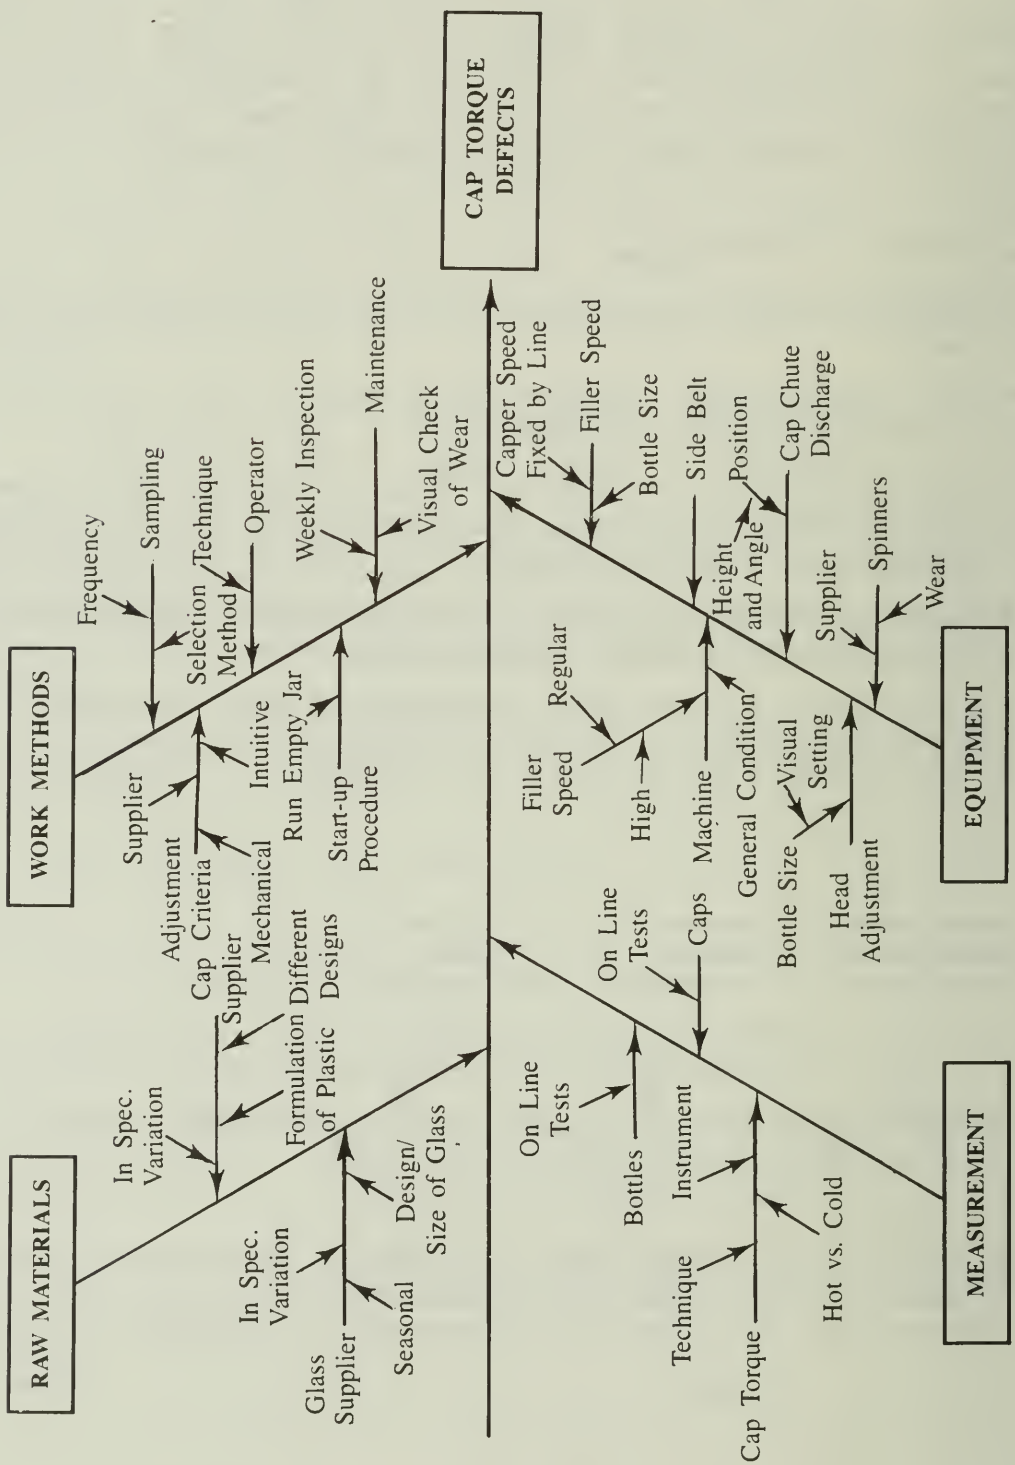 RAW MATERIALS
In Spec.
Variation
Cap Criteria
Supplier
Formulation
of Plastic
Different
Designs
Glass
Supplier
In Spec.
Variation
Seasonal
Design/
Size of Glass
WORK METHODS
Frequency
Sampling
Selection
Method
Technique
Operator
Supplier
Adjustment
Intuitive
Mechanical
Weekly Inspection
Maintenance
Visual Check
of Wear
Run Empty Jar
Start-up
Procedure
CAP TORQUE
DEFECTS
MEASUREMENT
On Line
Tests
Bottles
On Line
Tests
Caps
Instrument
Technique
Cap Torque
Hot vs. Cold
EQUIPMENT
Capper Speed
Fixed by Line
Filler Speed
Bottle Size
Side Belt
Filler
Speed
Regular
High
Machine
General Condition
Height
and Angle
Position
Cap Chute
Discharge
Bottle Size
Visual
Setting
Head
Adjustment
Supplier
Spinners
Wear